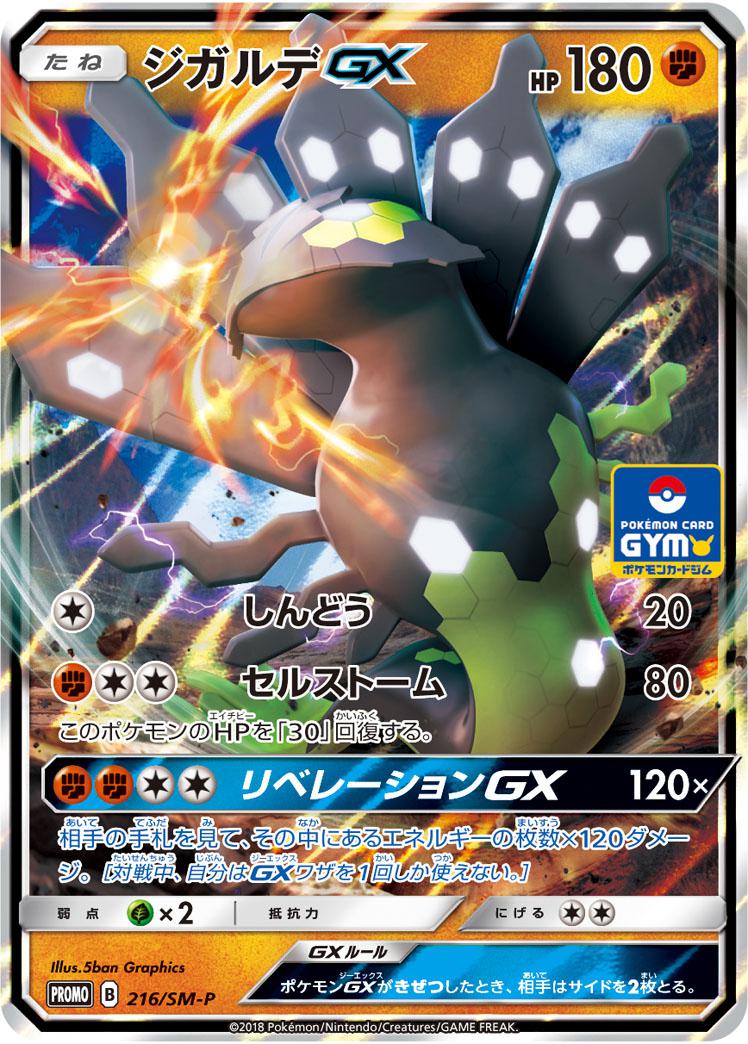 たね ジガルデGX HP 180
POKÉMON CARD
GYM
ポケモンカードジム
しんどう 20
セルストーム 80
このポケモンのHPを「30」回復する。
リベレーションGX 120×
相手の手札を見て、その中にあるエネルギーの枚数×120ダメー
ジ。[対戦中、自分はGXワザを1回しか使えない。]
弱点 ×2 抵抗力 にげる
GXルール
ポケモンGXがきぜつしたとき、相手はサイドを2枚とる。
Illus.5ban Graphics
PROMO B 216/SM-P
©2018 Pokémon/Nintendo/Creatures/GAME FREAK.